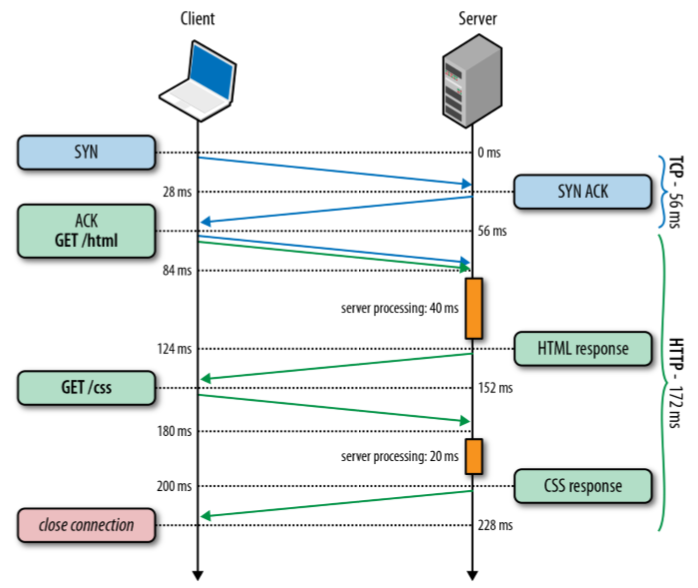 Client
Server
SYN
0 ms
28 ms
SYN ACK
TCP - 56 ms
ACK
GET /html
56 ms
84 ms
server processing: 40 ms
124 ms
HTML response
HTTP - 172 ms
GET /css
152 ms
180 ms
server processing: 20 ms
200 ms
CSS response
close connection
228 ms